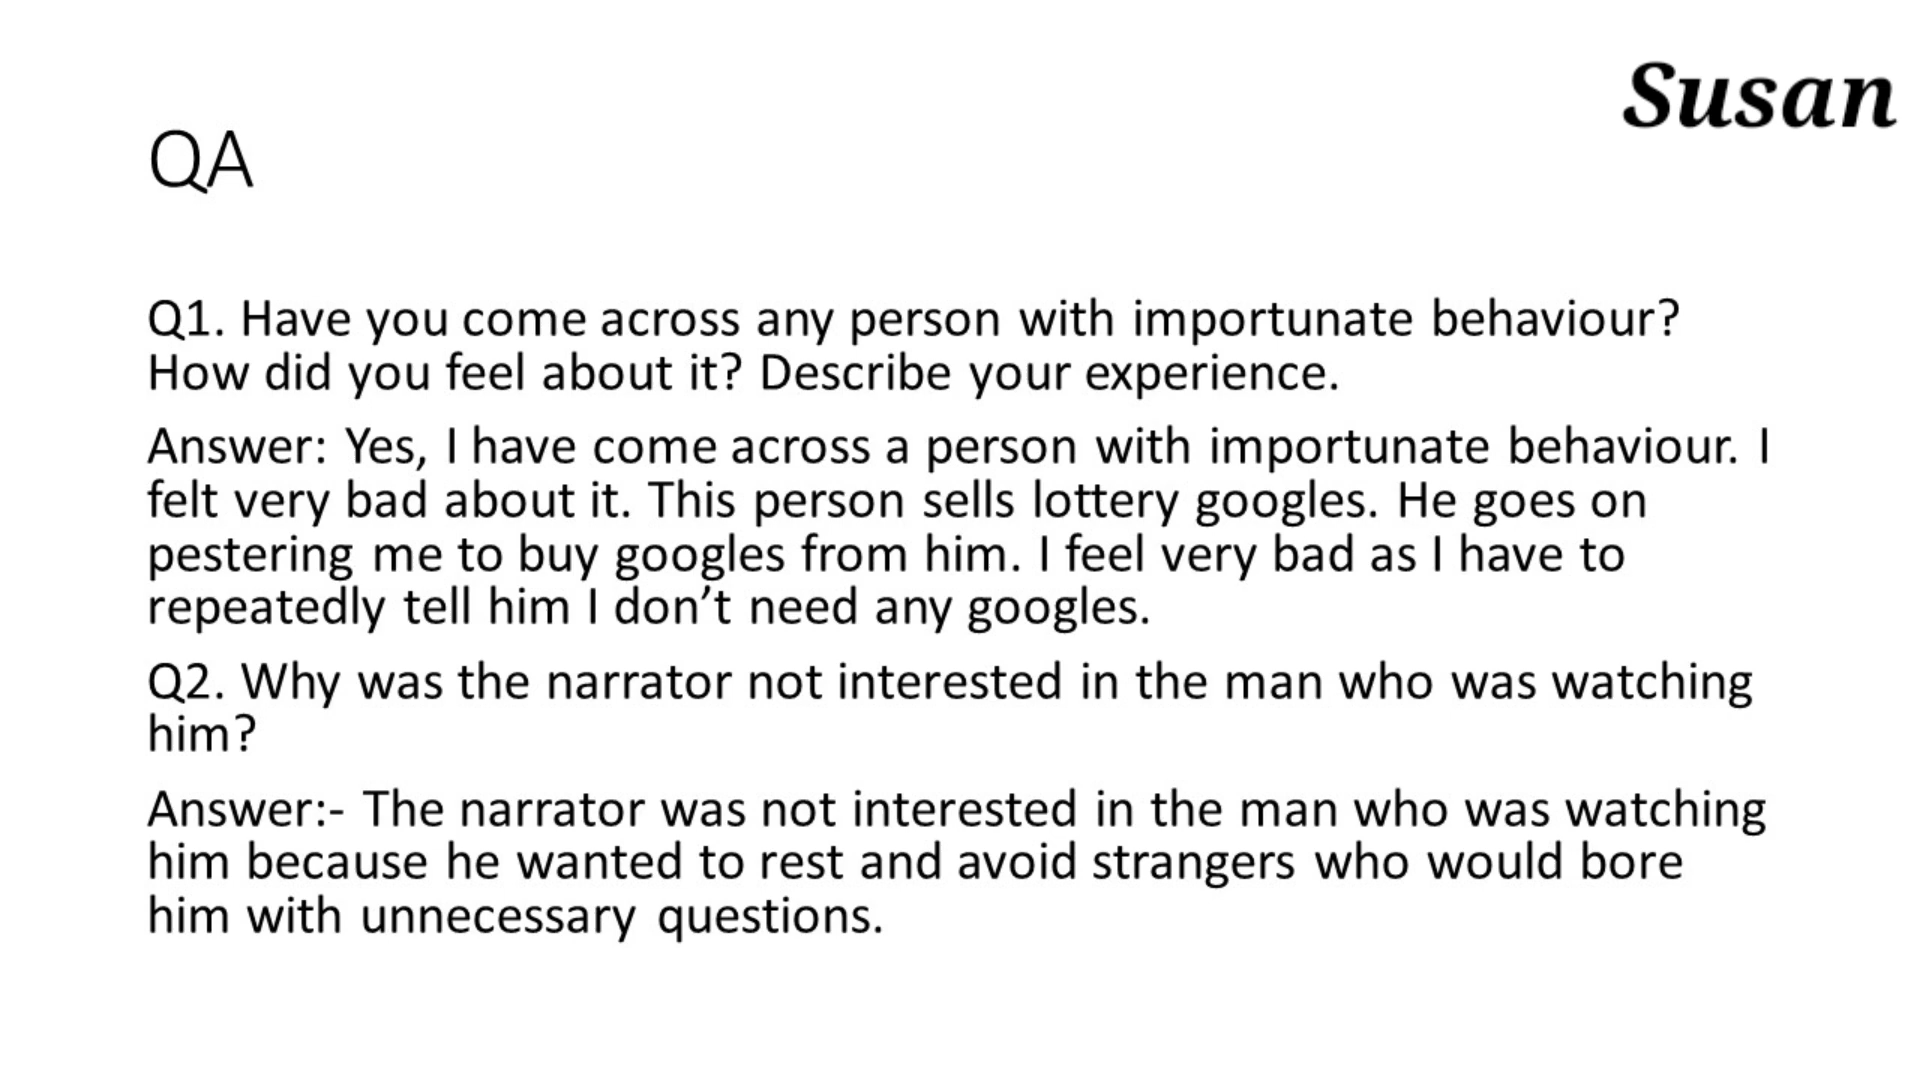 Susan
QA
Q1. Have you come across any person with importunate behaviour?
How did you feel about it? Describe your experience.
Answer: Yes, I have come across a person with importunate behaviour. I
felt very bad about it. This person sells lottery googles. He goes on
pestering me to buy googles from him. I feel very bad as I have to
repeatedly tell him I don’t need any googles.
Q2. Why was the narrator not interested in the man who was watching
him?
Answer:- The narrator was not interested in the man who was watching
him because he wanted to rest and avoid strangers who would bore
him with unnecessary questions.